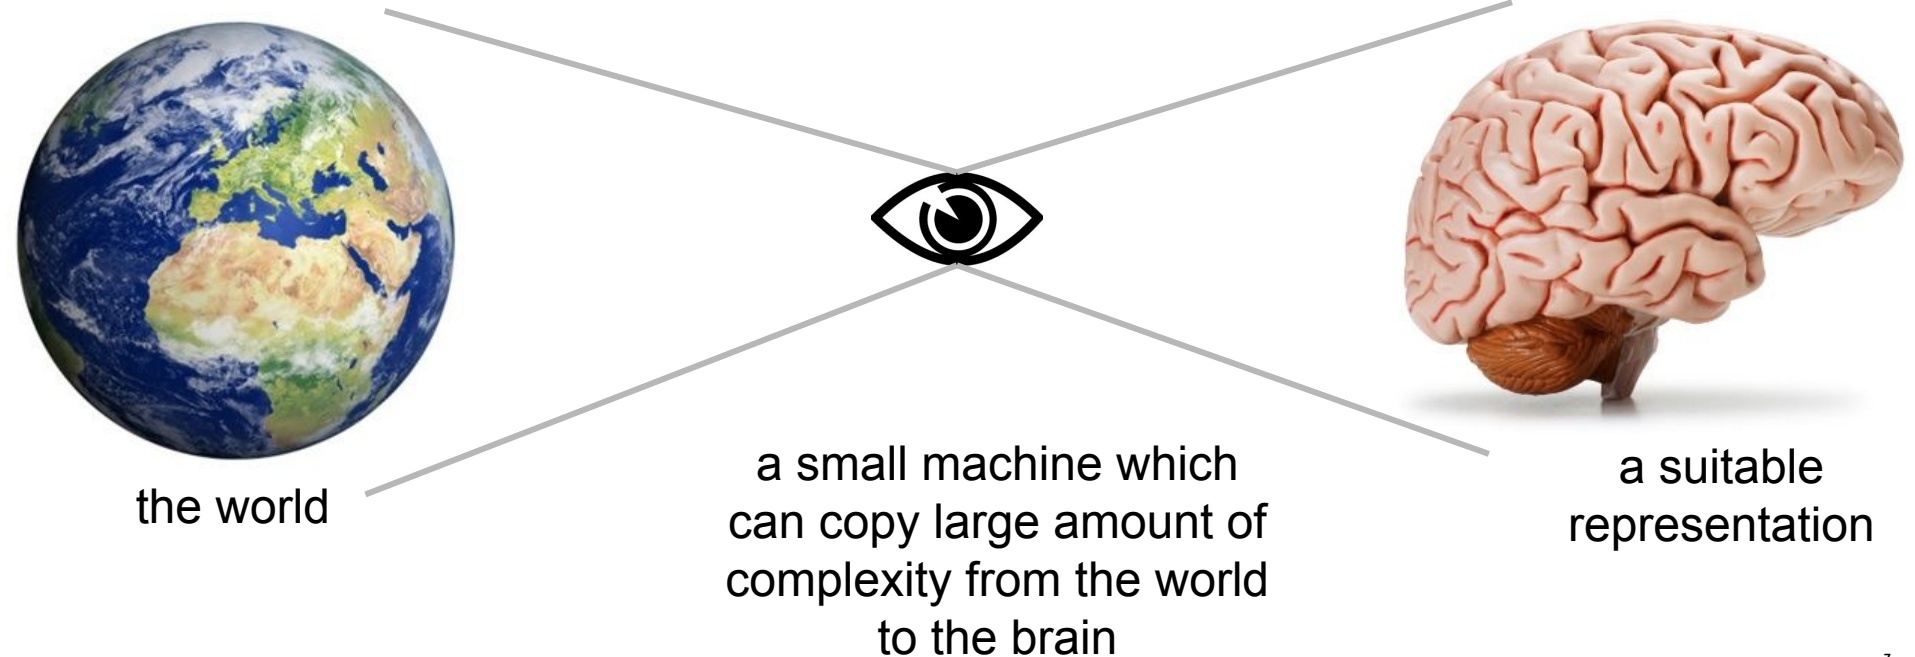 the world
a small machine which
can copy large amount of
complexity from the world
to the brain
a suitable
representation